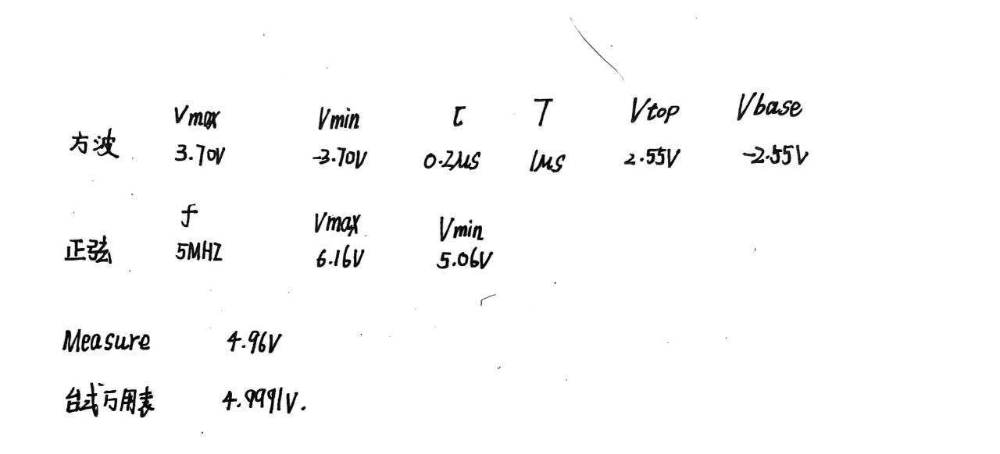 Vmax Vmin τ T Vtop Vbase
方波 3.70V -3.70V 0.2μs 1μs 2.55V -2.55V
f Vmax Vmin
正弦 5MHZ 6.16V 5.06V
Measure 4.96V
台式万用表 4.9991V.